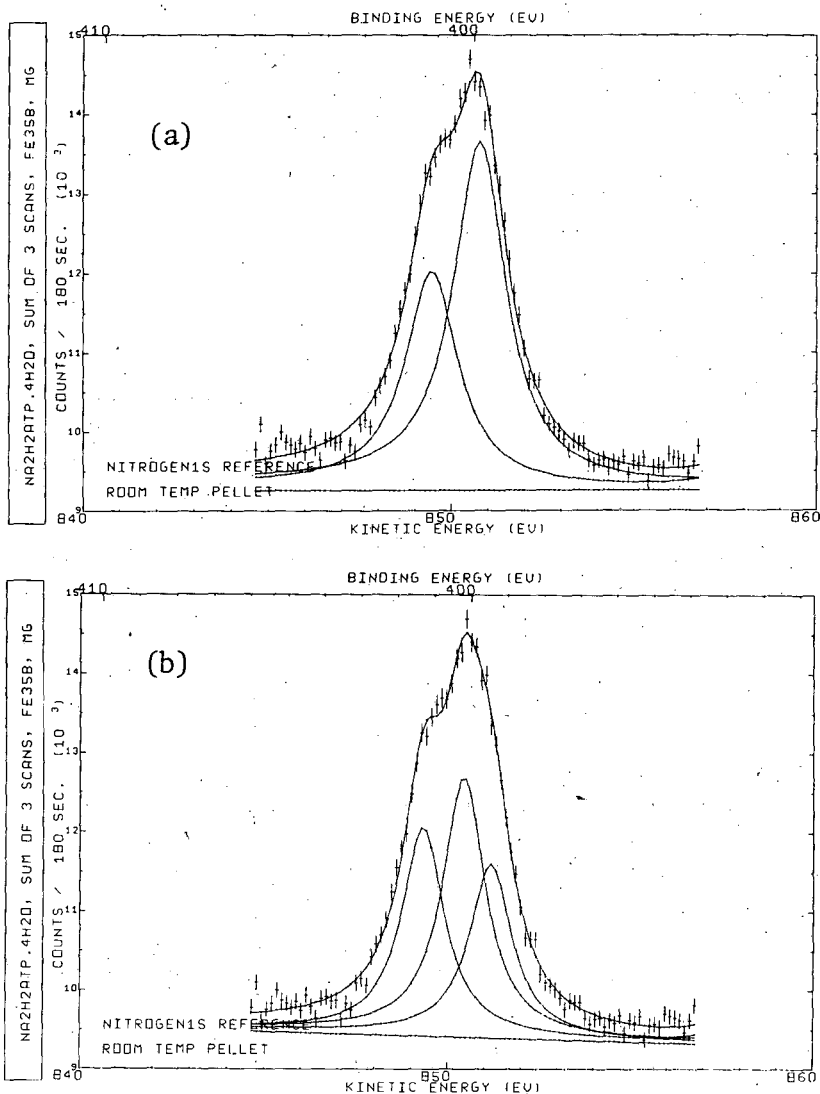 BINDING ENERGY (EV)
410 400
NA2H2ATP.4H2O, SUM OF 3 SCANS, FE35B, MG
COUNTS / 180 SEC. (10 3)
15
14
13
12
11
10
9
(a)
NITROGEN1S REFERENCE
ROOM TEMP PELLET
840 850 860
KINETIC ENERGY (EV)
BINDING ENERGY (EV)
410 400
NA2H2ATP.4H2O, SUM OF 3 SCANS, FE35B, MG
COUNTS / 180 SEC. (10 3)
15
14
13
12
11
10
9
(b)
NITROGEN1S REFERENCE
ROOM TEMP PELLET
840 850 860
KINETIC ENERGY (EV)